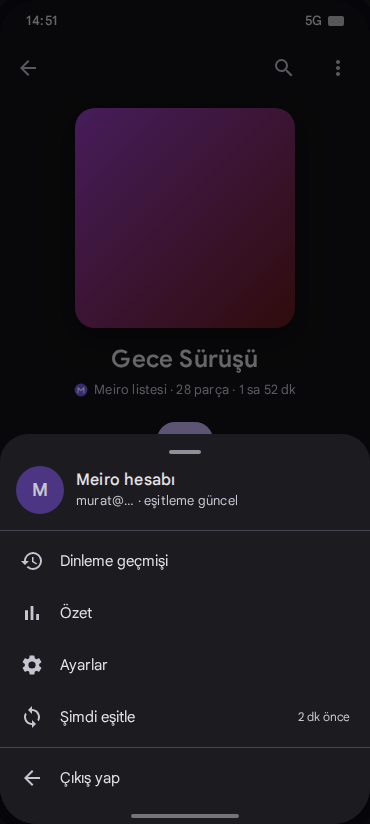 14:51
5G
Gece Sürüşü
M Meiro listesi · 28 parça · 1 sa 52 dk
M
Meiro hesabı
murat@… · eşitleme güncel
Dinleme geçmişi
Özet
Ayarlar
Şimdi eşitle
2 dk önce
Çıkış yap